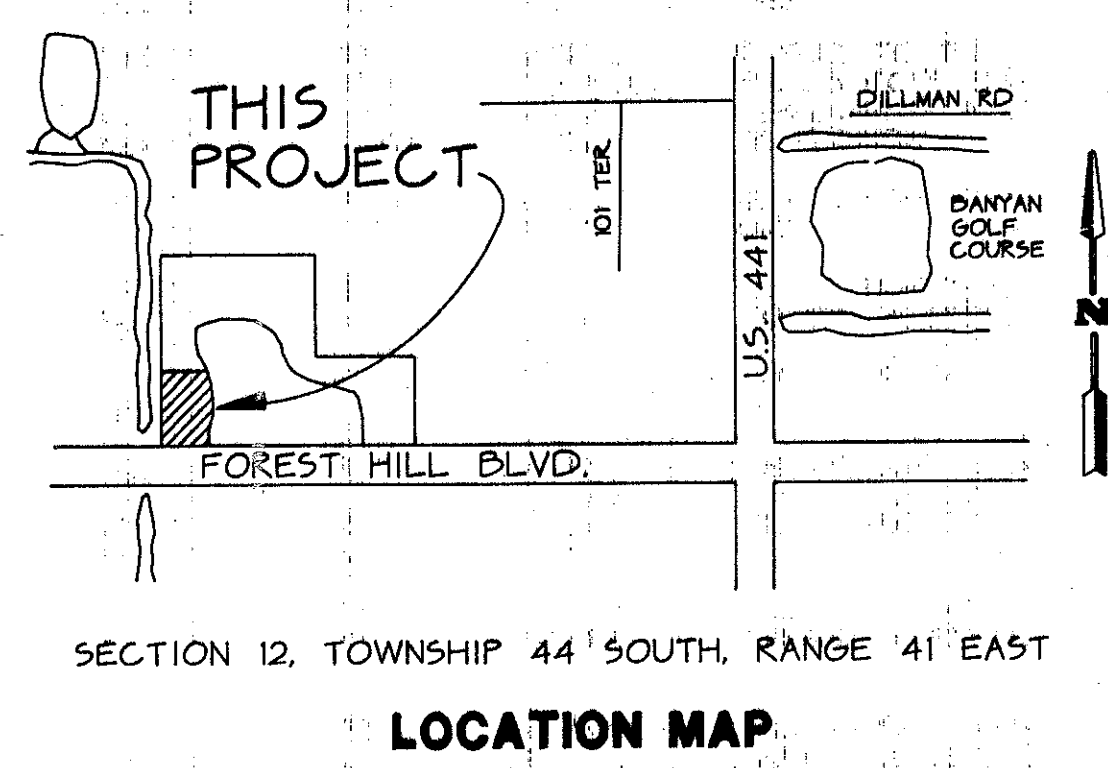 THIS
PROJECT
DILLMAN RD
101 TER
BANYAN
GOLF
COURSE
U.S. 441
N
FOREST HILL BLVD.
SECTION 12, TOWNSHIP 44 SOUTH, RANGE 41 EAST
LOCATION MAP